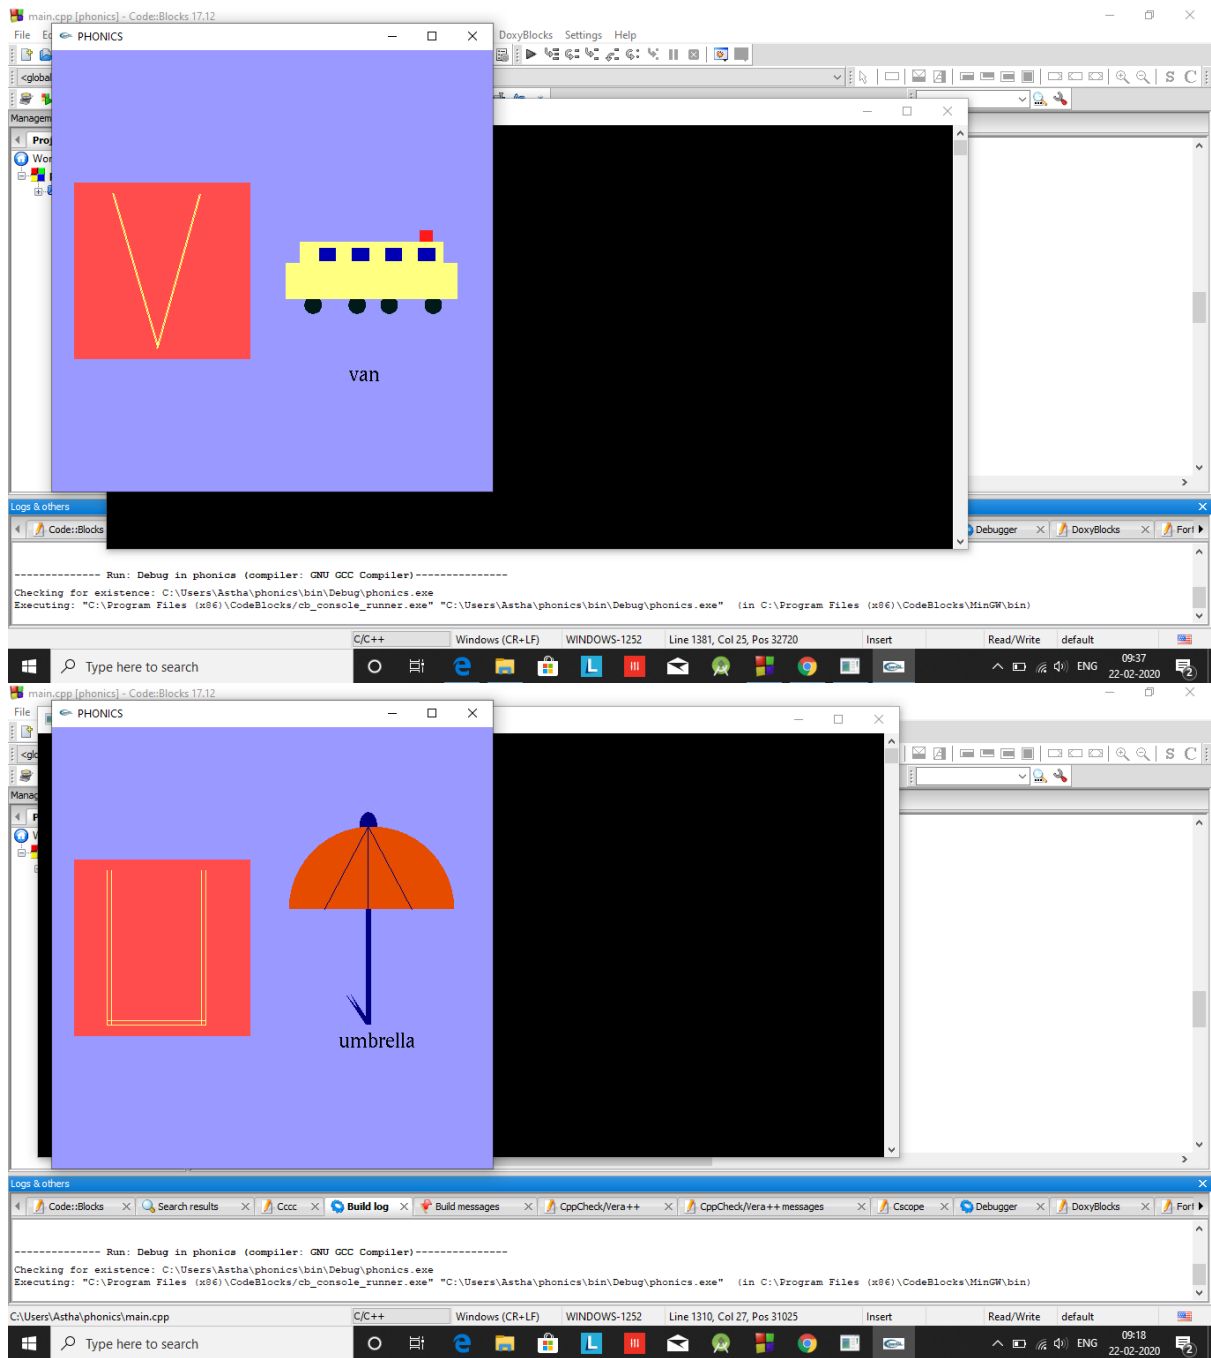 main.cpp [phonics] - Code::Blocks 17.12
File
PHONICS
DoxyBlocks Settings Help
<global
S C
Managem
Proj
Wor
V
van
Logs & others
Code::Blocks
Debugger
DoxyBlocks
-------------- Run: Debug in phonics (compiler: GNU GCC Compiler)---------------
Checking for existence: C:\Users\Astha\phonics\bin\Debug\phonics.exe
Executing: "C:\Program Files (x86)\CodeBlocks/cb_console_runner.exe" "C:\Users\Astha\phonics\bin\Debug\phonics.exe"  (in C:\Program Files (x86)\CodeBlocks\MinGW\bin)
C/C++ Windows (CR+LF) WINDOWS-1252 Line 1381, Col 25, Pos 32720 Insert Read/Write default
Type here to search
L
ENG
09:37
22-02-2020
2
main.cpp [phonics] - Code::Blocks 17.12
File
PHONICS
<glo
S C
Manag
P
U
umbrella
Logs & others
Code::Blocks Search results Cccc Build log Build messages CppCheck/Vera++ CppCheck/Vera++ messages Cscope Debugger DoxyBlocks
-------------- Run: Debug in phonics (compiler: GNU GCC Compiler)---------------
Checking for existence: C:\Users\Astha\phonics\bin\Debug\phonics.exe
Executing: "C:\Program Files (x86)\CodeBlocks/cb_console_runner.exe" "C:\Users\Astha\phonics\bin\Debug\phonics.exe"  (in C:\Program Files (x86)\CodeBlocks\MinGW\bin)
C:\Users\Astha\phonics\main.cpp C/C++ Windows (CR+LF) WINDOWS-1252 Line 1310, Col 27, Pos 31025 Insert Read/Write default
Type here to search
L
ENG
09:18
22-02-2020
2